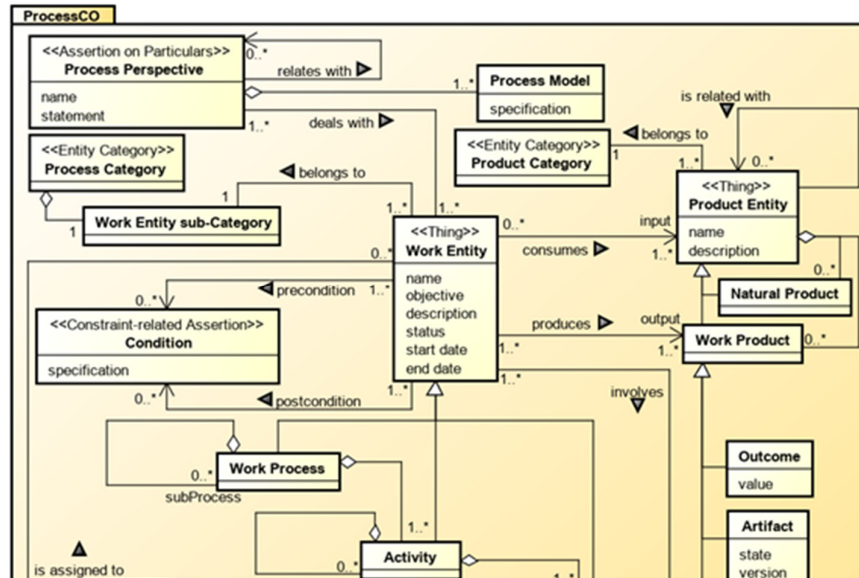 ProcessCO
<<Assertion on Particulars>>
Process Perspective
name
statement
0..*
relates with
1..*
Process Model
specification
1..*
deals with
is related with
<<Entity Category>>
Process Category
<<Entity Category>>
Product Category
belongs to
1
1..*
0..*
belongs to
1
<<Thing>>
Product Entity
name
description
1
Work Entity sub-Category
1..*
1..*
<<Thing>>
Work Entity
name
objective
description
status
start date
end date
0..*
consumes
input
1..*
0..*
0..*
Natural Product
precondition
1..*
0..*
<<Constraint-related Assertion>>
Condition
specification
produces
output
1..*
1..*
Work Product
0..*
0..*
postcondition
1..*
1..*
involves
Work Process
0..*
subProcess
Outcome
value
1..*
Activity
0..*
1..*
Artifact
state
version
is assigned to